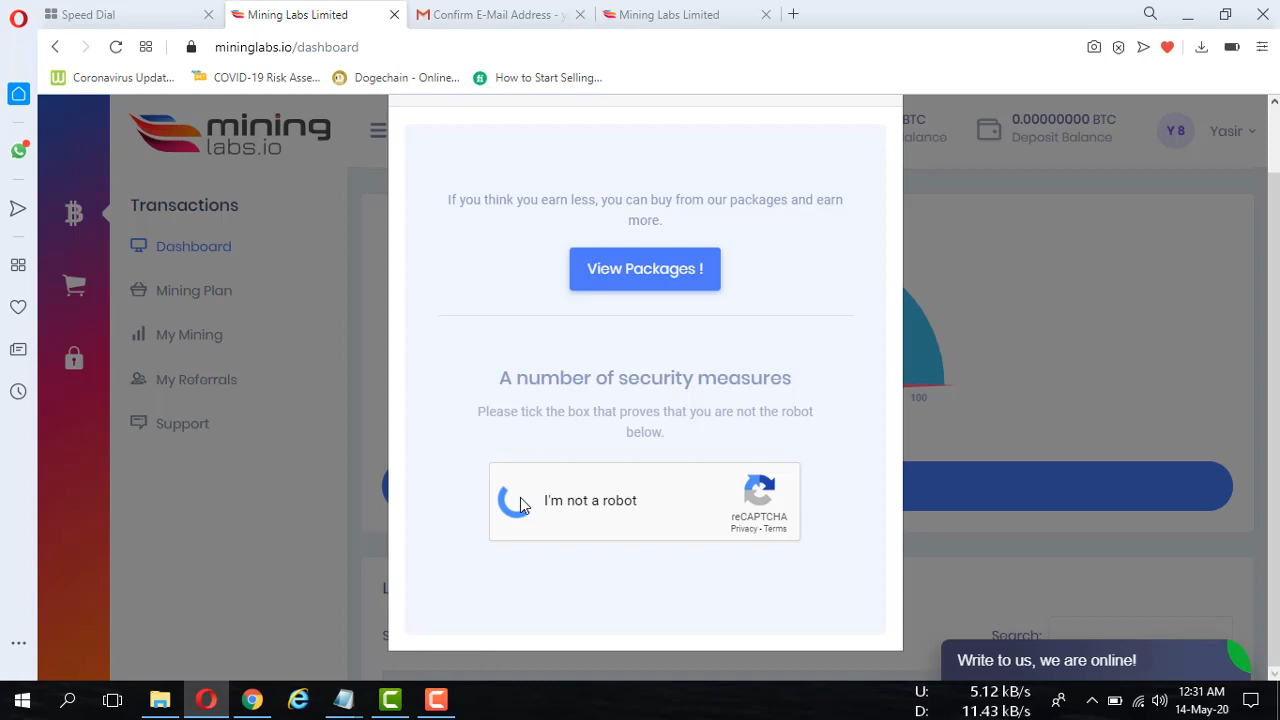 Speed Dial
Mining Labs Limited
Confirm E-Mail Address - y
Mining Labs Limited
mininglabs.io/dashboard
Coronavirus Updat...
COVID-19 Risk Asse...
Dogechain - Online...
How to Start Selling...
mining
labs.io
BTC
Balance
0.00000000 BTC
Deposit Balance
Y 8
Yasir
Transactions
Dashboard
Mining Plan
My Mining
My Referrals
Support
If you think you earn less, you can buy from our packages and earn
more.
View Packages !
A number of security measures
Please tick the box that proves that you are not the robot
below.
I'm not a robot
reCAPTCHA
Privacy - Terms
100
Search:
Write to us, we are online!
U: 5.12 kB/s
D: 11.43 kB/s
12:31 AM
14-May-20